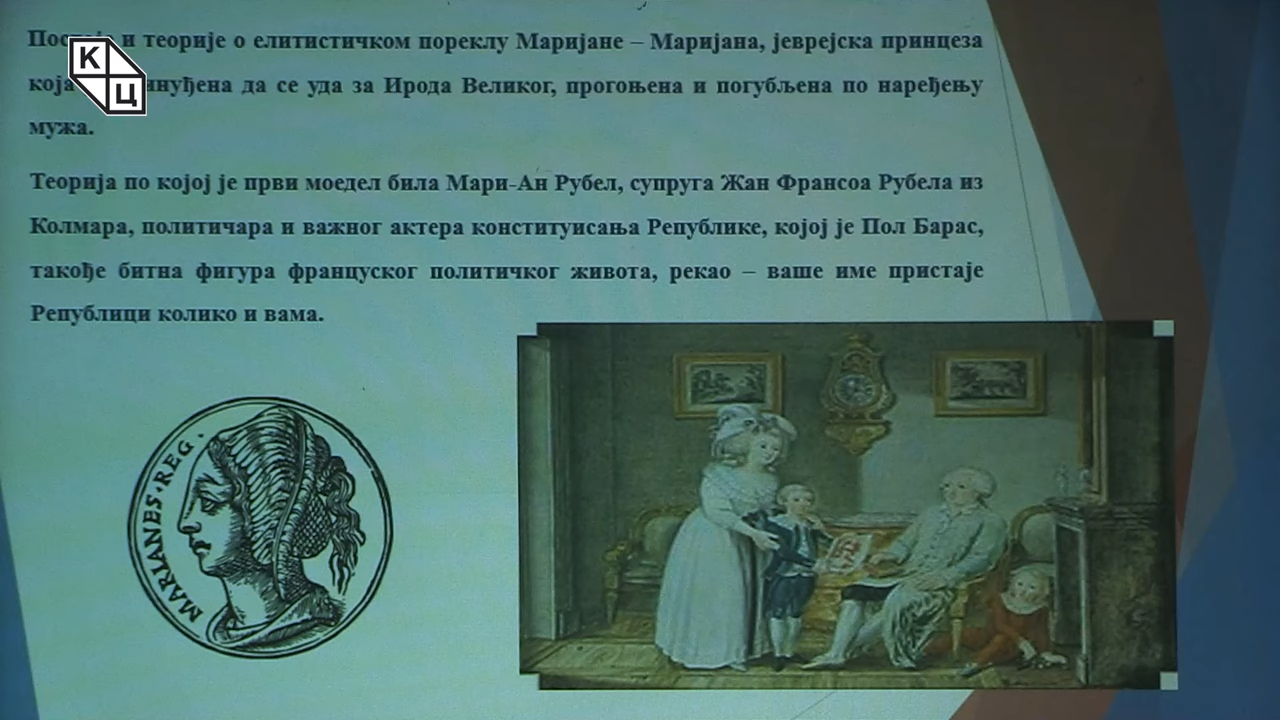 и теорије о елитистичком пореклу Маријане – Маријана, јеврејска принцеза
која да се уда за Ирода Великог, прогоњена и погубљена по наређењу
мужа.
Теорија по којој је први моедел била Мари-Ан Рубел, супруга Жан Франсоа Рубела из
Колмара, политичара и важног актера конституисања Републике, којој је Пол Барас,
такође битна фигура француског политичког живота, рекао – ваше име пристаје
Републици колико и вама.
К
Ц
MARIANES·REG·